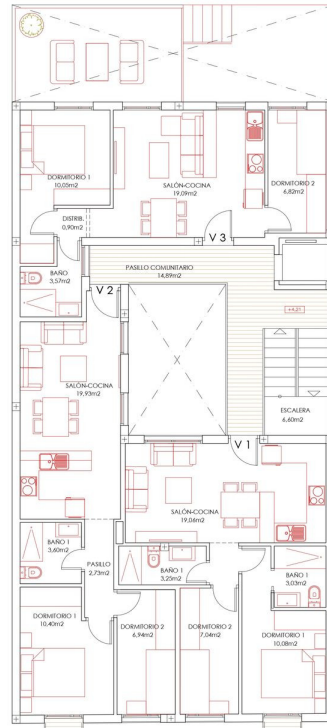 DORMITORIO 1
10,05m2
SALÓN-COCINA
19,09m2
DORMITORIO 2
6,82m2
DISTRIB.
0,90m2
V 3
BAÑO
3,57m2
PASILLO COMUNITARIO
14,89m2
V 2
+4,01
SALÓN-COCINA
19,93m2
ESCALERA
6,60m2
V 1
SALÓN-COCINA
19,06m2
BAÑO 1
3,60m2
PASILLO
2,73m2
BAÑO 1
3,25m2
BAÑO 1
3,03m2
DORMITORIO 1
10,40m2
DORMITORIO 2
6,94m2
DORMITORIO 2
7,04m2
DORMITORIO 1
10,08m2